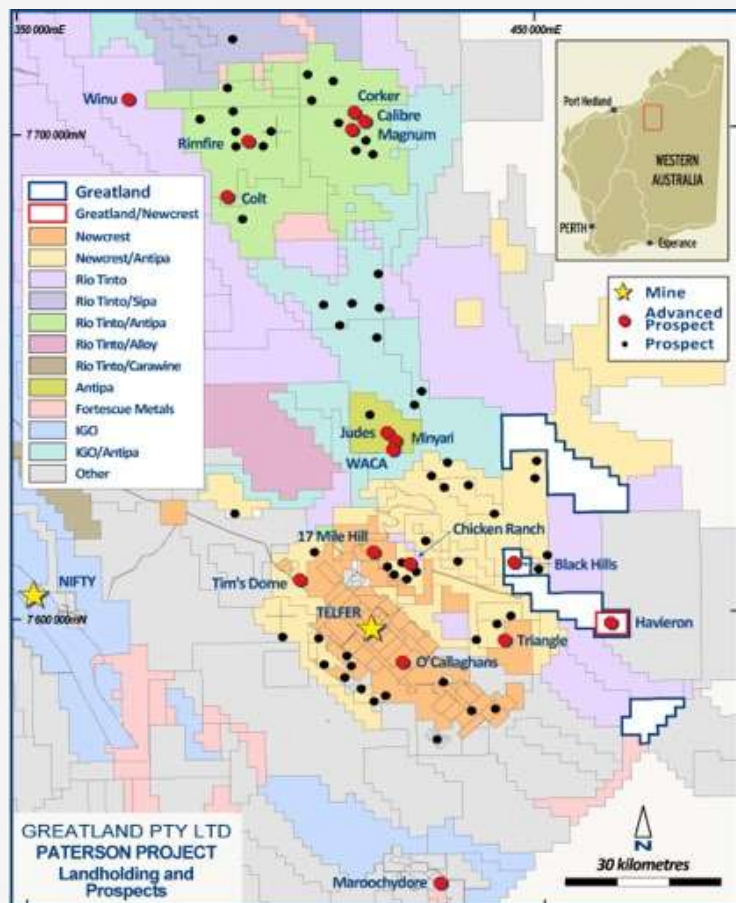 350 000mE
450 000mE
Winu
Corker
Calibre
Magnum
Rimfire
Colt
7 700 000mN
Port Hedland
WESTERN
AUSTRALIA
PERTH
Esperance
Greatland
Greatland/Newcrest
Newcrest
Newcrest/Antipa
Rio Tinto
Rio Tinto/Sipa
Rio Tinto/Antipa
Rio Tinto/Alloy
Rio Tinto/Carawine
Antipa
Fortescue Metals
IGO
IGO/Antipa
Other
Mine
Advanced
Prospect
Prospect
Judes
Minyari
WACA
17 Mile Hill
Chicken Ranch
Black Hills
Tim's Dome
NIFTY
TELFER
Havieron
7 600 000mN
Triangle
O'Callaghans
GREATLAND PTY LTD
PATERSON PROJECT
Landholding and
Prospects
Maroochydore
N
30 kilometres